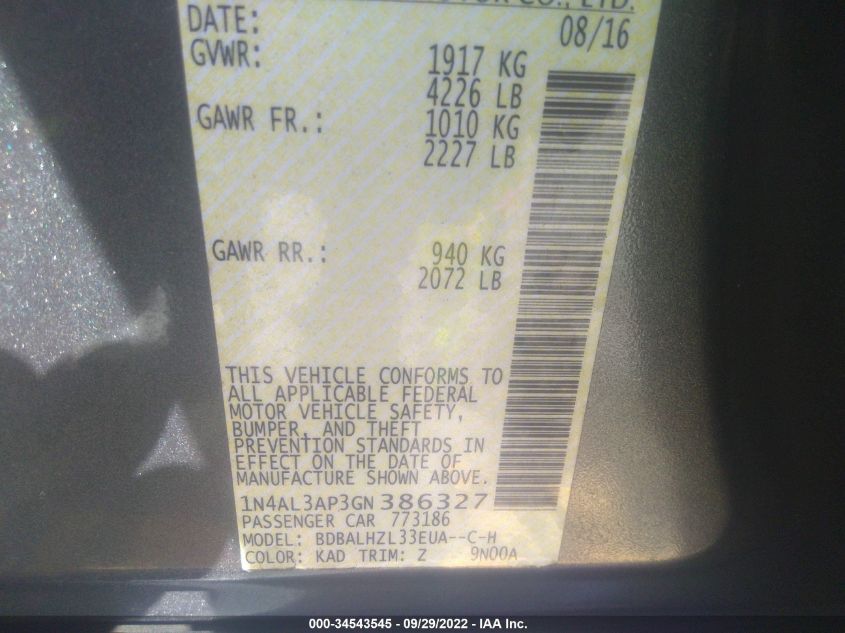 MOTOR CO., LTD.
DATE: 08/16
GVWR: 1917 KG
4226 LB
GAWR FR.: 1010 KG
2227 LB
GAWR RR.: 940 KG
2072 LB
THIS VEHICLE CONFORMS TO
ALL APPLICABLE FEDERAL
MOTOR VEHICLE SAFETY,
BUMPER, AND THEFT
PREVENTION STANDARDS IN
EFFECT ON THE DATE OF
MANUFACTURE SHOWN ABOVE.
1N4AL3AP3GN386327
PASSENGER CAR 773186
MODEL: BDBALHZL33EUA--C-H
COLOR: KAD TRIM: Z 9N00A
000-34543545 - 09/29/2022 - IAA Inc.